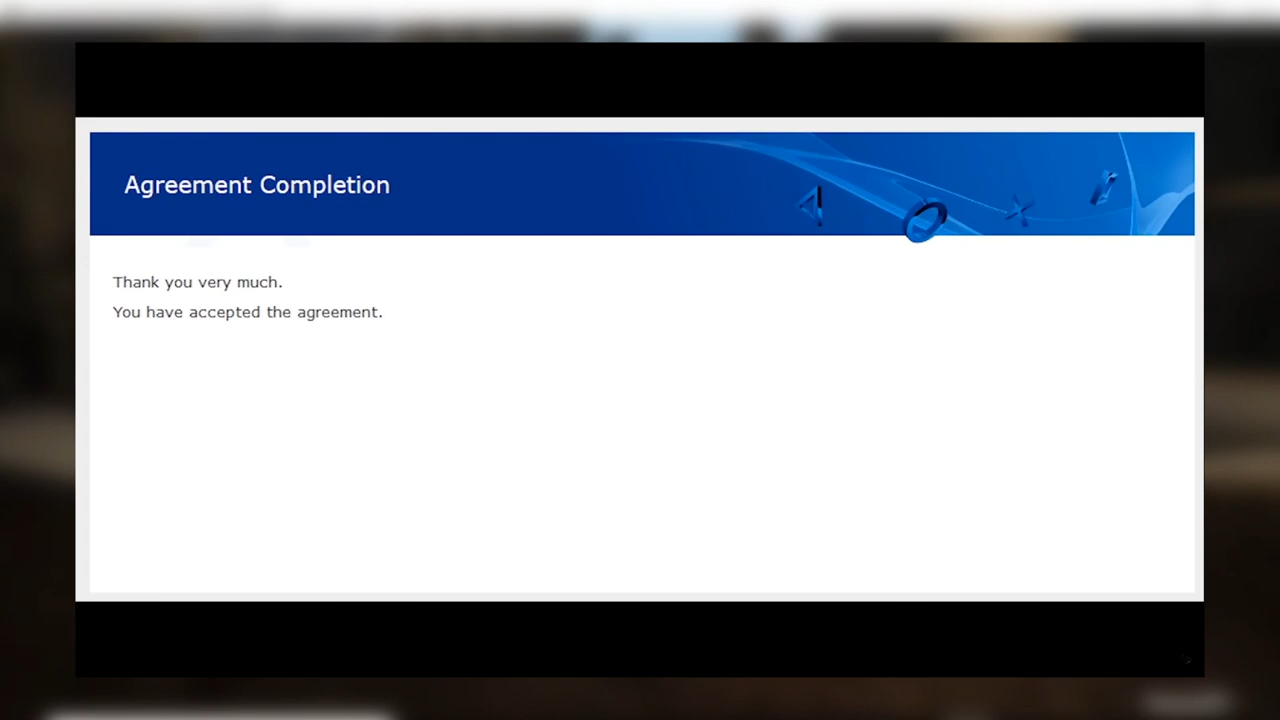 Agreement Completion
Thank you very much.
You have accepted the agreement.